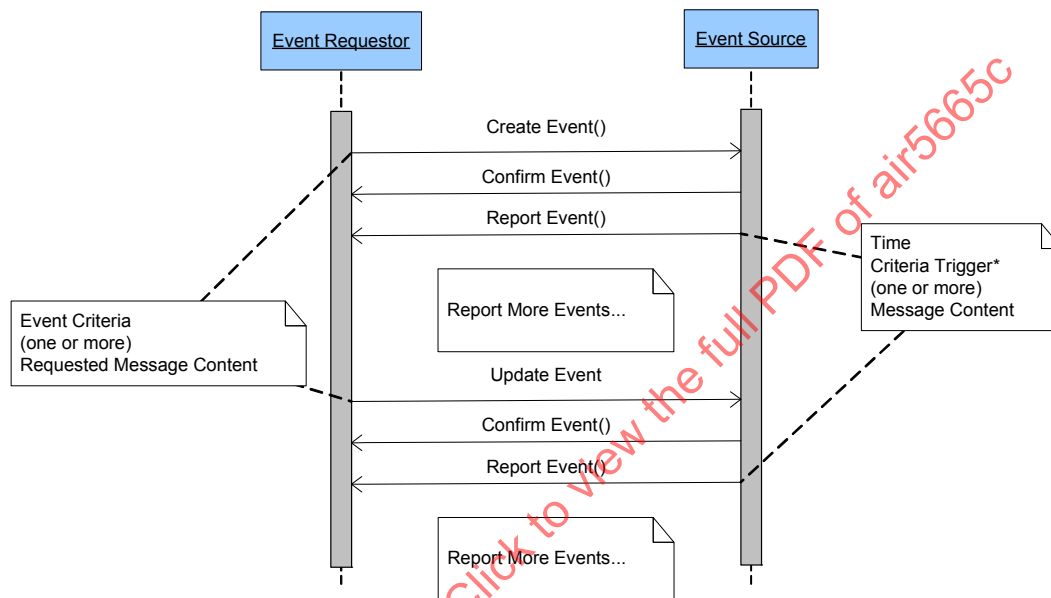 Event Requestor
Event Source
Create Event()
Confirm Event()
Report Event()
Time
Criteria Trigger*
(one or more)
Message Content
Report More Events...
Event Criteria
(one or more)
Requested Message Content
Update Event
Confirm Event()
Report Event()
Report More Events...
Click to view the full PDF of air5665c